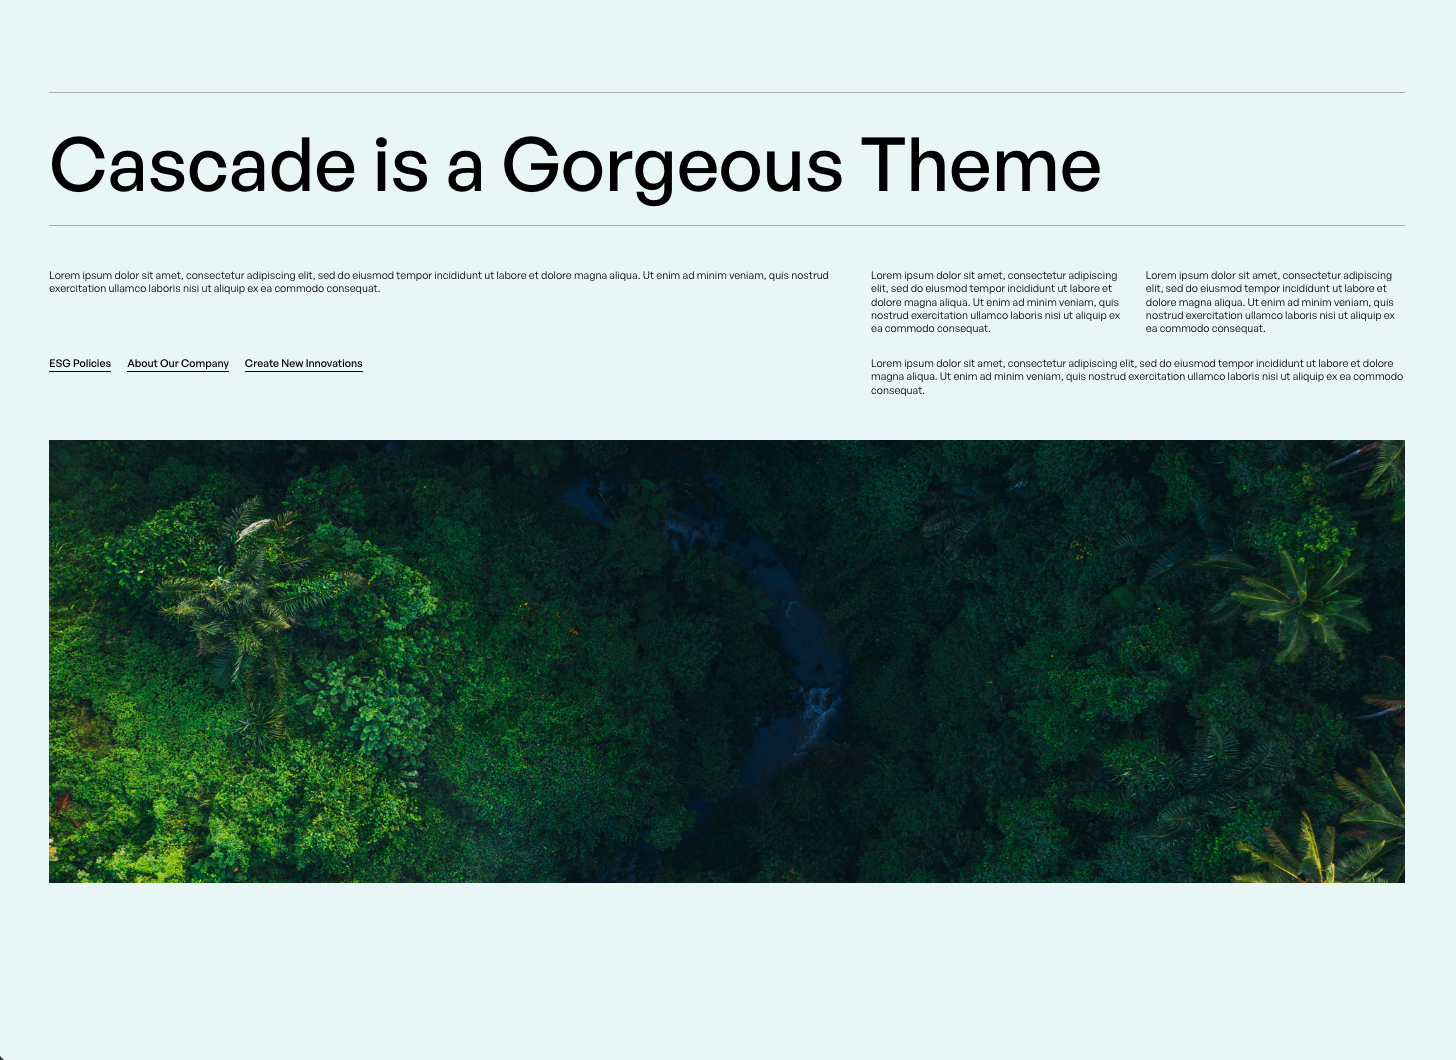 Cascade is a Gorgeous Theme
Lorem ipsum dolor sit amet, consectetur adipiscing elit, sed do eiusmod tempor incididunt ut labore et dolore magna aliqua. Ut enim ad minim veniam, quis nostrud
exercitation ullamco laboris nisi ut aliquip ex ea commodo consequat.
ESG Policies About Our Company Create New Innovations
Lorem ipsum dolor sit amet, consectetur adipiscing
elit, sed do eiusmod tempor incididunt ut labore et
dolore magna aliqua. Ut enim ad minim veniam, quis
nostrud exercitation ullamco laboris nisi ut aliquip ex
ea commodo consequat.
Lorem ipsum dolor sit amet, consectetur adipiscing
elit, sed do eiusmod tempor incididunt ut labore et
dolore magna aliqua. Ut enim ad minim veniam, quis
nostrud exercitation ullamco laboris nisi ut aliquip ex
ea commodo consequat.
Lorem ipsum dolor sit amet, consectetur adipiscing elit, sed do eiusmod tempor incididunt ut labore et dolore
magna aliqua. Ut enim ad minim veniam, quis nostrud exercitation ullamco laboris nisi ut aliquip ex ea commodo
consequat.